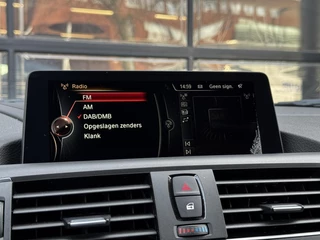 Radio
14:59
Geen sign.
FM
AM
✓ DAB/DMB
Opgeslagen zenders
Klank